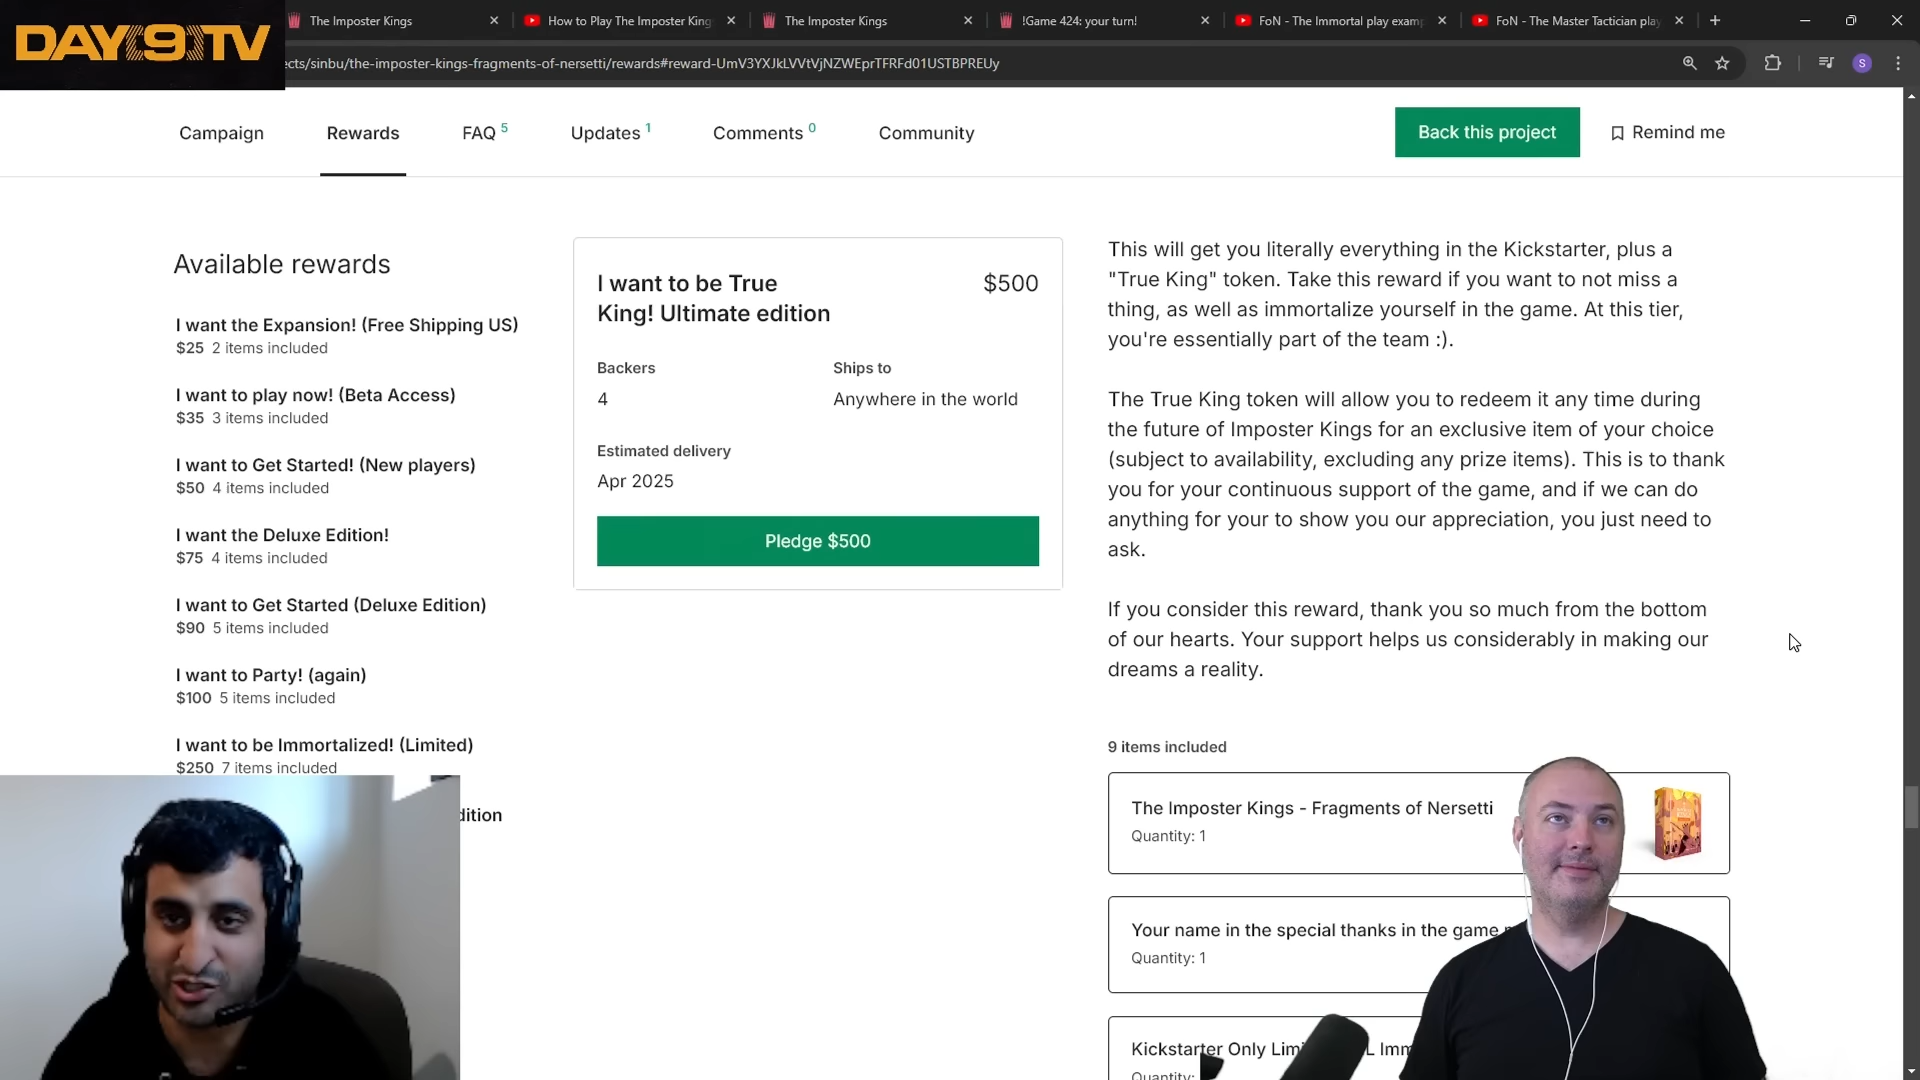 DAY[9]TV
The Imposter Kings
How to Play The Imposter King
The Imposter Kings
!Game 424: your turn!
FoN - The Immortal play examp
FoN - The Master Tactician play
ects/sinbu/the-imposter-kings-fragments-of-nersetti/rewards#reward-UmV3YXJkLVVtVjNZWEprTFRFd01USTBPREUy
S
Campaign
Rewards
FAQ 5
Updates 1
Comments 0
Community
Back this project
Remind me
Available rewards
I want the Expansion! (Free Shipping US)
$25 2 items included
I want to play now! (Beta Access)
$35 3 items included
I want to Get Started! (New players)
$50 4 items included
I want the Deluxe Edition!
$75 4 items included
I want to Get Started (Deluxe Edition)
$90 5 items included
I want to Party! (again)
$100 5 items included
I want to be Immortalized! (Limited)
$250 7 items included
dition
I want to be True
King! Ultimate edition
$500
Backers
4
Ships to
Anywhere in the world
Estimated delivery
Apr 2025
Pledge $500
This will get you literally everything in the Kickstarter, plus a
"True King" token. Take this reward if you want to not miss a
thing, as well as immortalize yourself in the game. At this tier,
you're essentially part of the team :).
The True King token will allow you to redeem it any time during
the future of Imposter Kings for an exclusive item of your choice
(subject to availability, excluding any prize items). This is to thank
you for your continuous support of the game, and if we can do
anything for your to show you our appreciation, you just need to
ask.
If you consider this reward, thank you so much from the bottom
of our hearts. Your support helps us considerably in making our
dreams a reality.
9 items included
The Imposter Kings - Fragments of Nersetti
Quantity: 1
Your name in the special thanks in the game
Quantity: 1
Kickstarter Only Lim L Imm
Quantity: